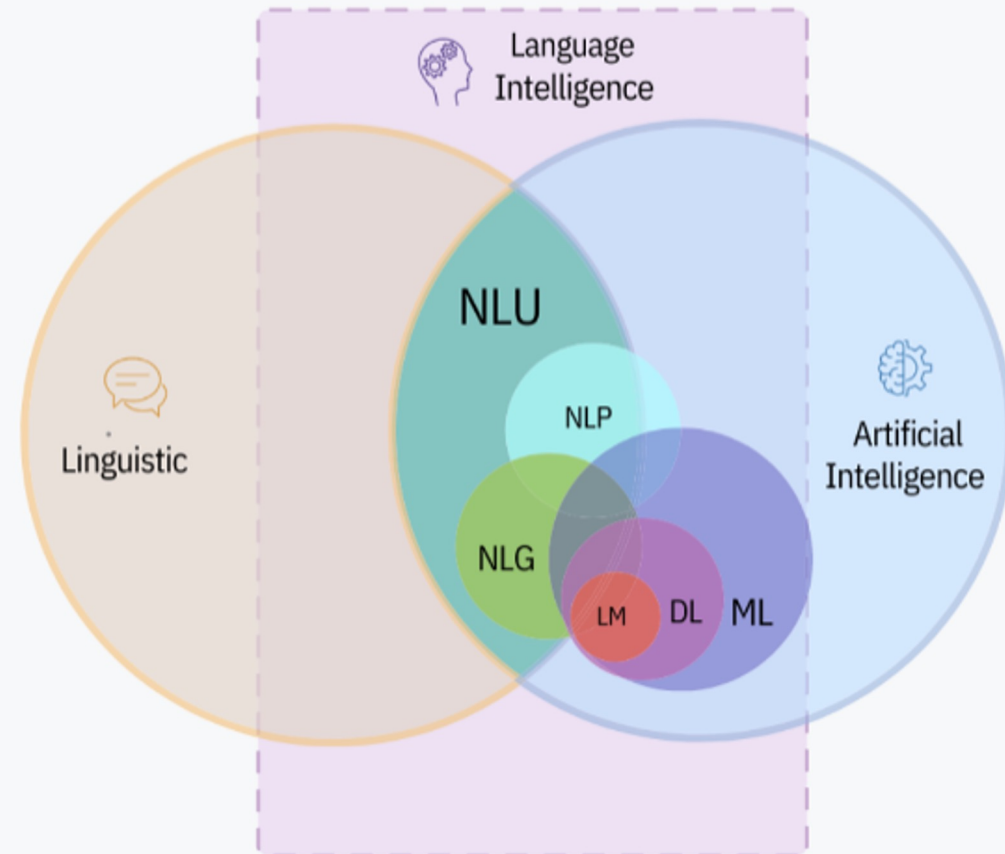 Language
Intelligence
NLU
NLP
Linguistic
Artificial
Intelligence
NLG
LM
DL
ML